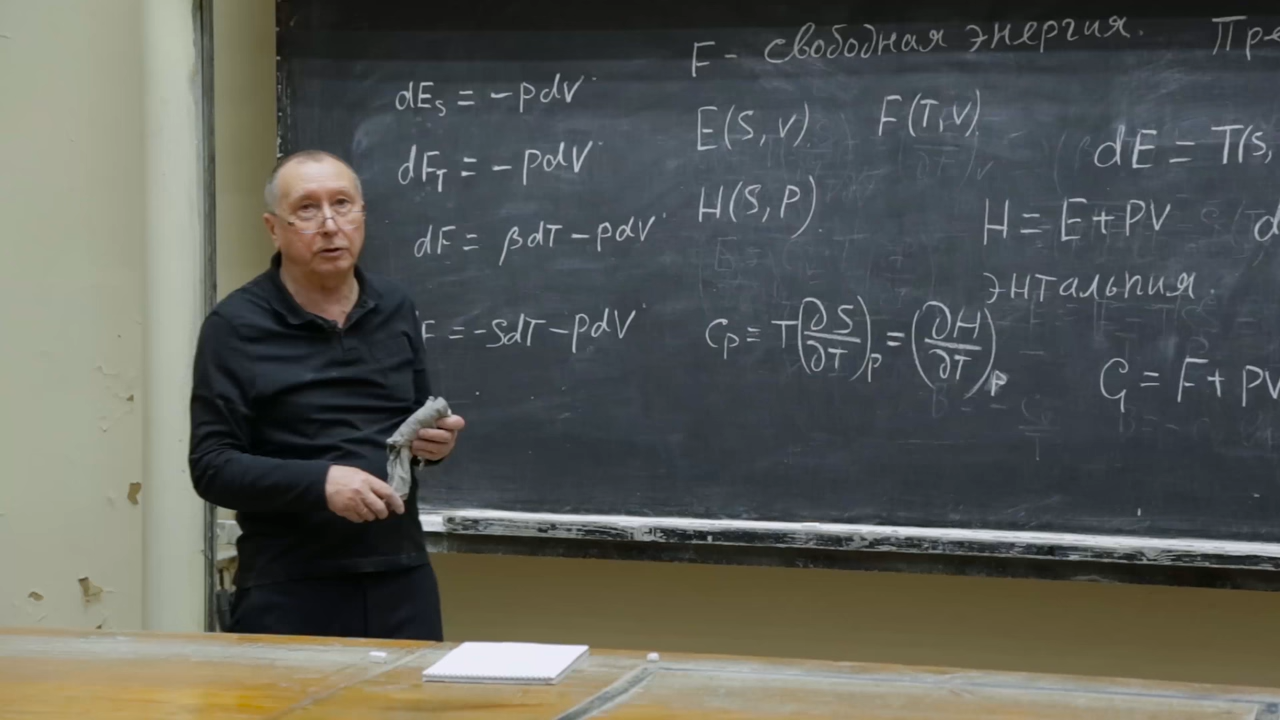 dE_S = -pdV
dF_T = -pdV
dF = βdT - pdV
F = -SdT - pdV
F - свободная энергия.
E(S, V) F(T, V)
H(S, P)
C_P = T(∂S/∂T)_P = (∂H/∂T)_P
dE = T(S,
H = E + PV
энтальпия.
G = F + PV